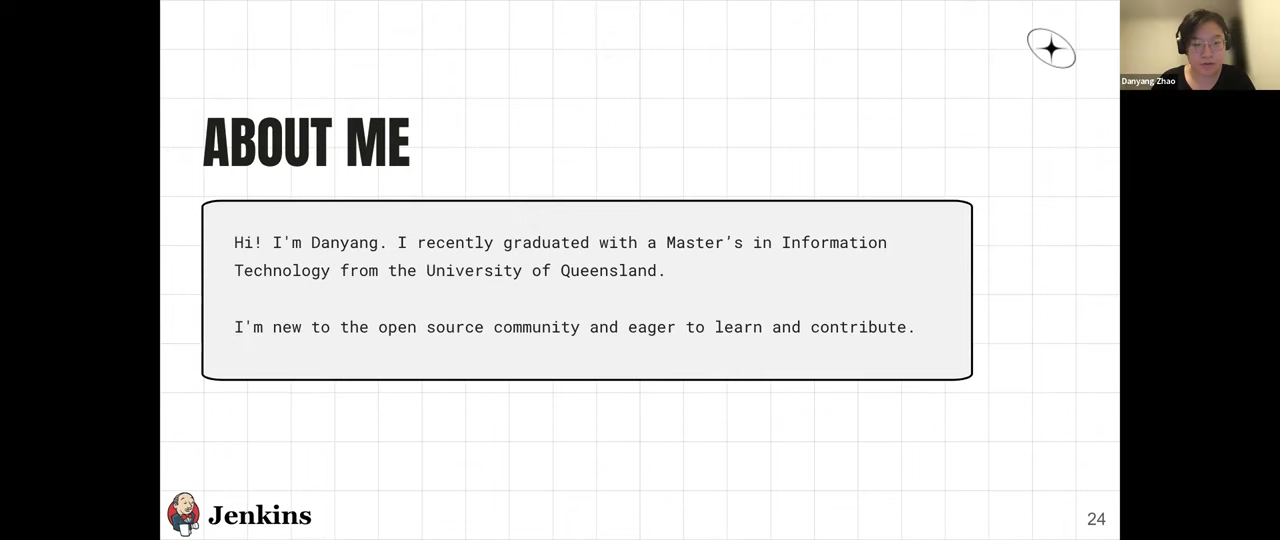 Danyang Zhao
ABOUT ME
Hi! I'm Danyang. I recently graduated with a Master’s in Information
Technology from the University of Queensland.
I'm new to the open source community and eager to learn and contribute.
Jenkins
24